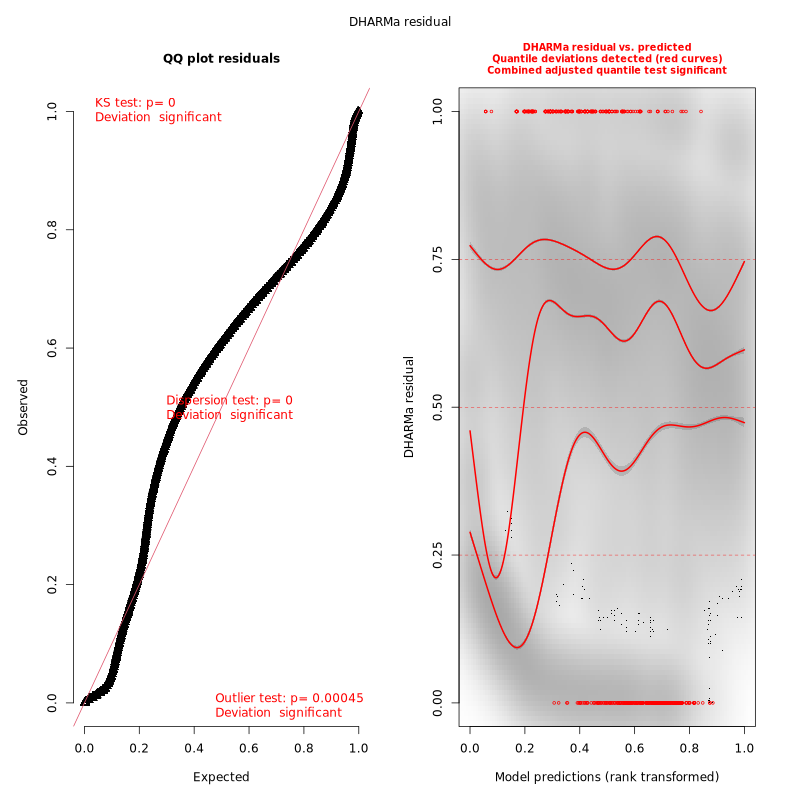 DHARMa residual
QQ plot residuals
KS test: p= 0
Deviation significant
Dispersion test: p= 0
Deviation significant
Outlier test: p= 0.00045
Deviation significant
Observed
0.0
0.2
0.4
0.6
0.8
1.0
0.0
0.2
0.4
0.6
0.8
1.0
Expected
DHARMa residual vs. predicted
Quantile deviations detected (red curves)
Combined adjusted quantile test significant
DHARMa residual
0.00
0.25
0.50
0.75
1.00
0.0
0.2
0.4
0.6
0.8
1.0
Model predictions (rank transformed)